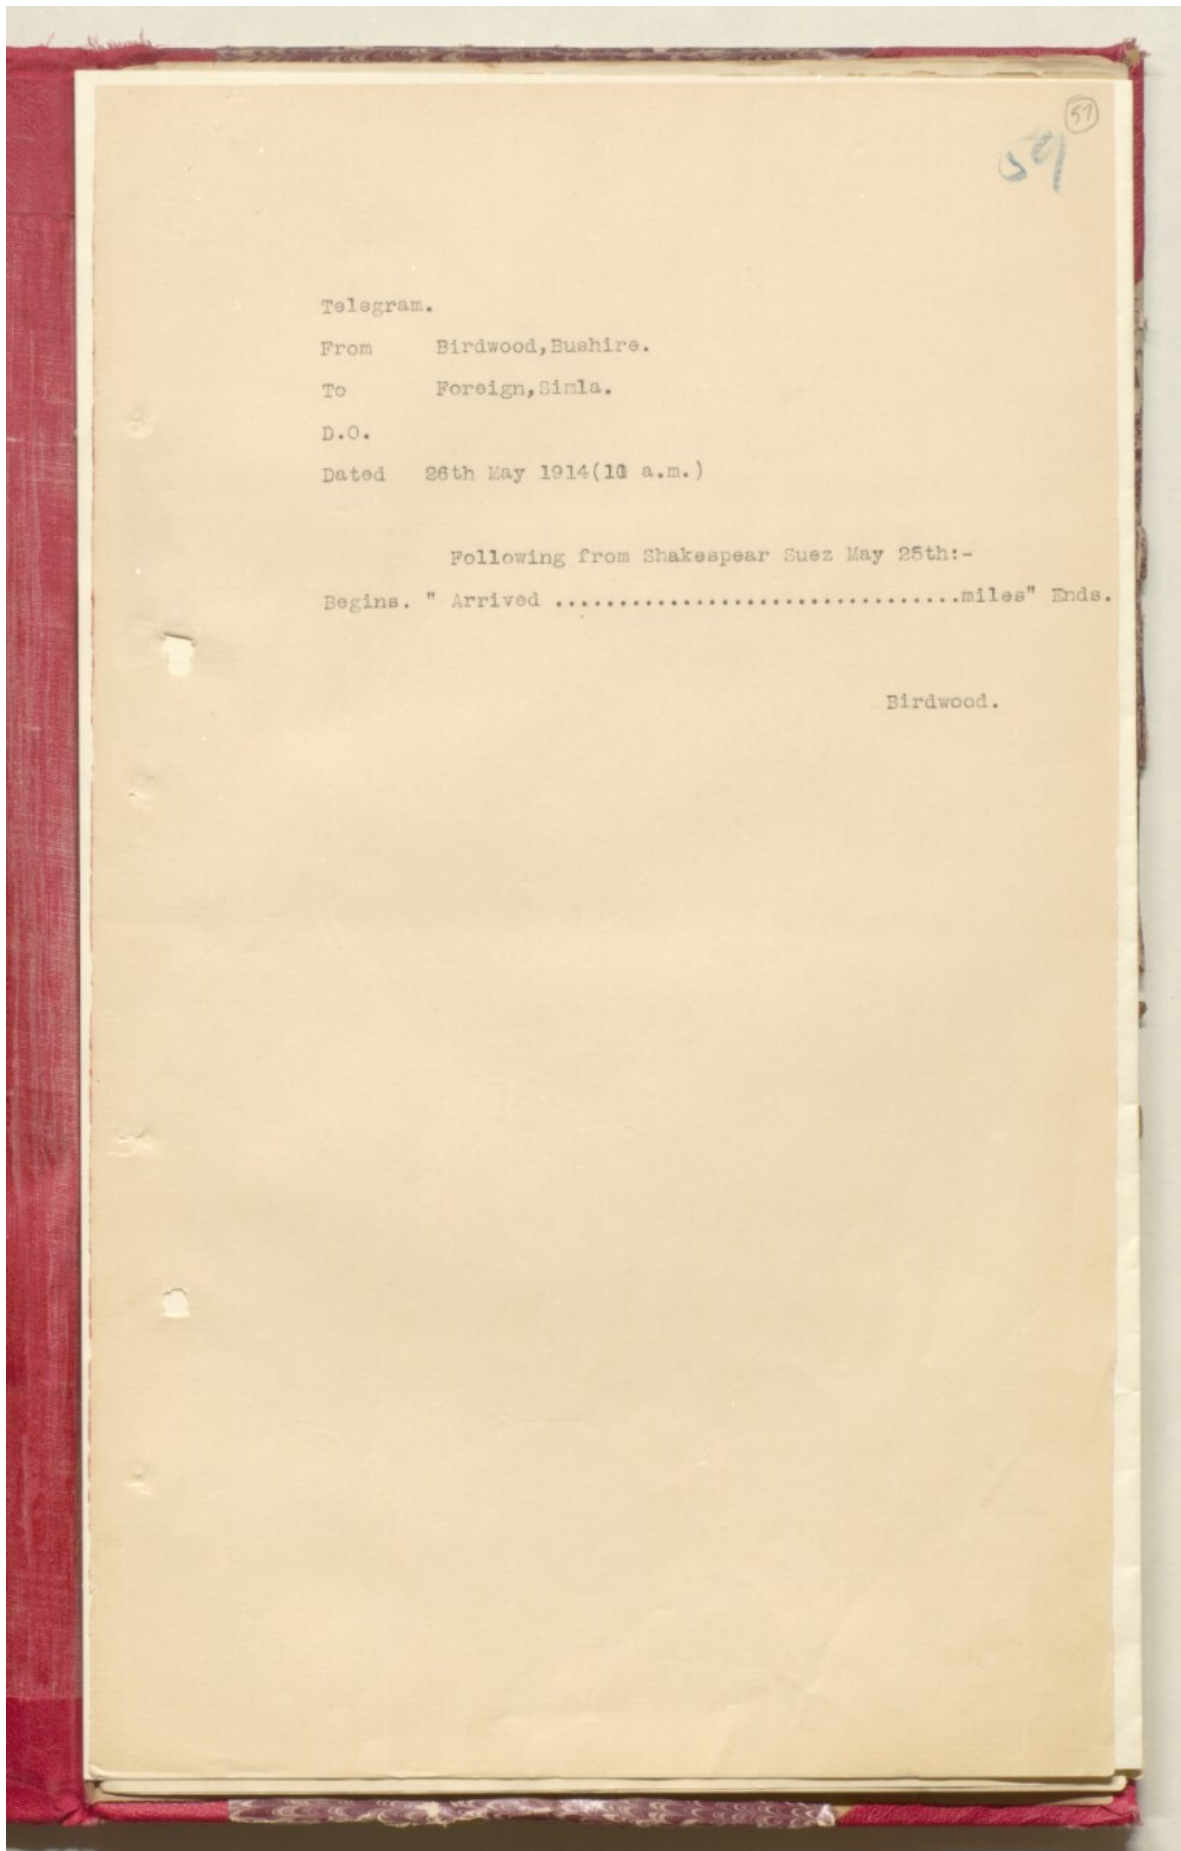 57
59
Telegram.
From Birdwood,Bushire.
To Foreign,Simla.
D.O.
Dated 26th May 1914(10 a.m.)
Following from Shakespear Suez May 25th:-
Begins. " Arrived ................................miles" Ends.
Birdwood.